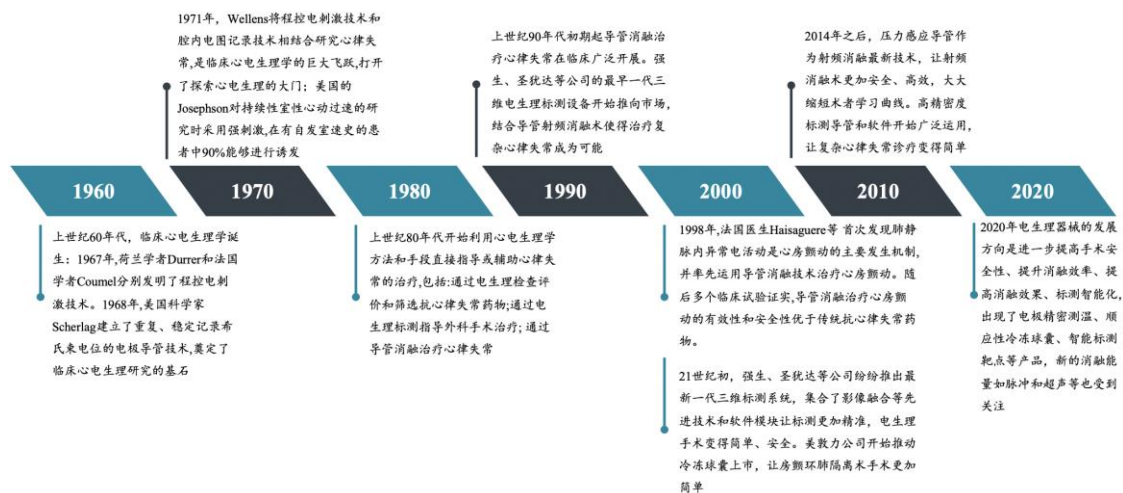 1971年，Wellens将程控电刺激技术和
腔内电图记录技术相结合研究心律失
常,是临床心电生理学的巨大飞跃,打开
了探索心电生理的大门；美国的
Josephson对持续性室性心动过速的研
究时采用强刺激,在有自发室速史的患
者中90%能够进行诱发
上世纪90年代初期起导管消融治
疗心律失常在临床广泛开展。强
生、圣犹达等公司的最早一代三
维电生理标测设备开始推向市场，
结合导管射频消融术使得治疗复
杂心律失常成为可能
2014年之后，压力感应导管作
为射频消融最新技术，让射频
消融术更加安全、高效，大大
缩短术者学习曲线。高精密度
标测导管和软件开始广泛运用，
让复杂心律失常诊疗变得简单
1960
1970
1980
1990
2000
2010
2020
上世纪60年代，临床心电生理学诞
生：1967年,荷兰学者Durrer和法国
学者Coumel分别发明了程控电刺
激技术。1968年,美国科学家
Scherlag建立了重复、稳定记录希
氏束电位的电极导管技术,奠定了
临床心电生理研究的基石
上世纪80年代开始利用心电生理学
方法和手段直接指导或辅助心律失
常的治疗,包括:通过电生理检查评
价和筛选抗心律失常药物;通过电
生理标测指导外科手术治疗; 通过
导管消融治疗心律失常
1998年,法国医生Haisaguere等 首次发现肺静
脉内异常电活动是心房颤动的主要发生机制，
并率先运用导管消融技术治疗心房颤动。随
后多个临床试验证实,导管消融治疗心房颤
动的有效性和安全性优于传统抗心律失常药
物。
21世纪初，强生、圣犹达等公司纷纷推出最
新一代三维标测系统，集合了影像融合等先
进技术和软件模块让标测更加精准，电生理
手术变得简单、安全。美敦力公司开始推动
冷冻球囊上市，让房颤环肺隔离术手术更加
简单
2020年电生理器械的发展
方向是进一步提高手术安
全性、提升消融效率、提
高消融效果、标测智能化,
出现了电极精密测温、顺
应性冷冻球囊、智能标测
靶点等产品，新的消融能
量如脉冲和超声等也受到
关注